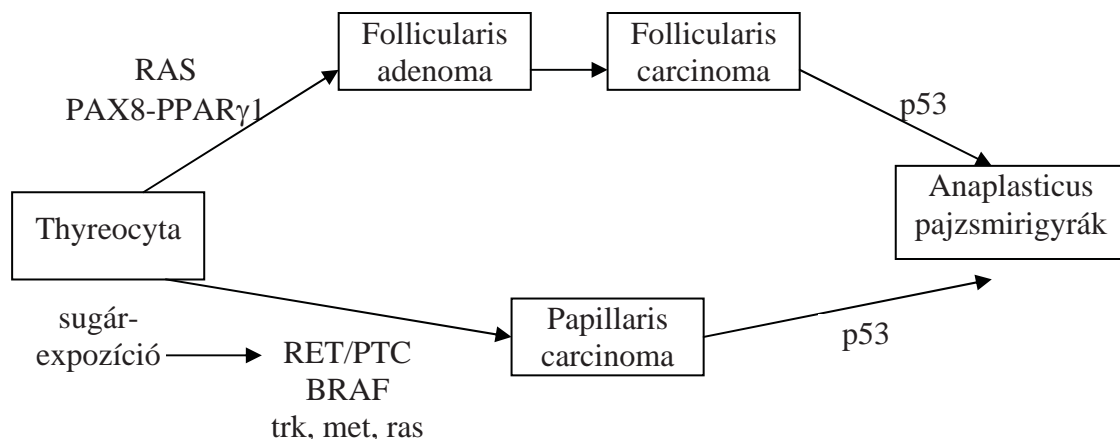 RAS
PAX8-PPARγ1
Follicularis
adenoma
Follicularis
carcinoma
p53
Thyreocyta
Anaplasticus
pajzsmirigyrák
sugár-
expozíció
RET/PTC
BRAF
trk, met, ras
Papillaris
carcinoma
p53